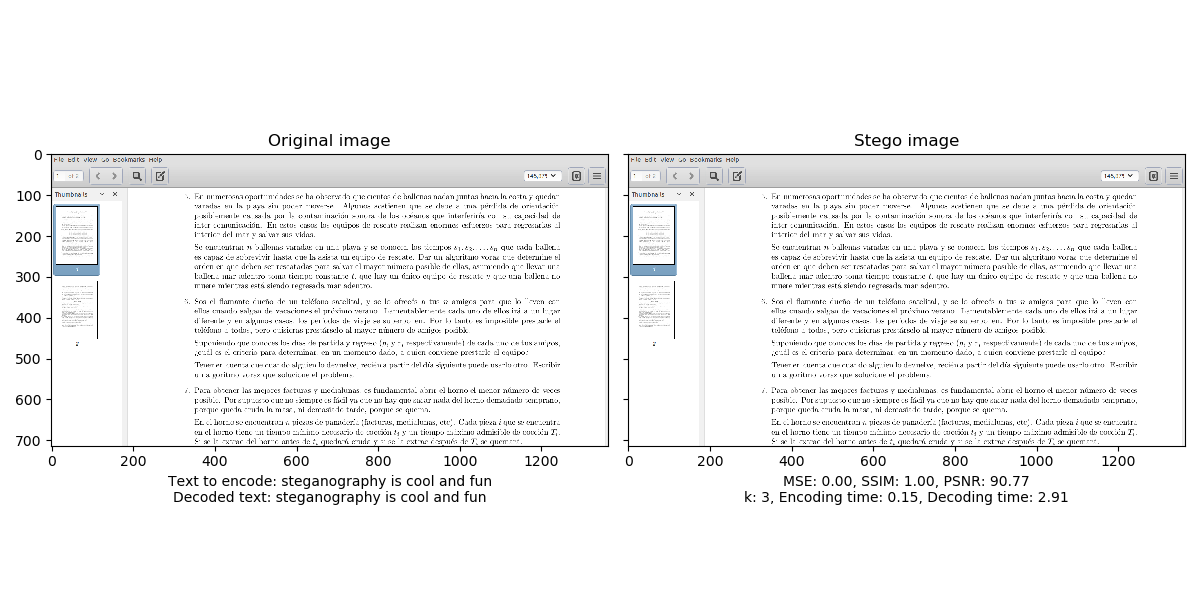 Original image
Stego image
0
100
200
300
400
500
600
700
0 200 400 600 800 1000 1200
0 200 400 600 800 1000 1200
File Edit View Go Bookmarks Help
1 of 2
Thumbnails
En numerosas oportunidades se ha observado que cientos de ballenas nadan juntas hacia la costa y quedan
varadas en la playa sin poder moverse. Algunos sostienen que se debe a una pérdida de orientación
posiblemente causada por la contaminación sonora de los océanos que interferiría con su capacidad de
inter-comunicación. En estos casos los equipos de rescate realizan enormes esfuerzos para regresarlas al
interior del mar y salvar sus vidas.
Se encuentran n ballenas varadas en una playa y se conocen los tiempos s1, s2, . . . , sn que cada ballena
es capaz de sobrevivir hasta que la asista un equipo de rescate. Dar un algoritmo voraz que determine el
orden en que deben ser rescatadas para salvar el mayor número posible de ellas, asumiendo que llevar una
ballena mar adentro toma tiempo constante t, que hay un único equipo de rescate y que una ballena no
muere mientras está siendo regresada mar adentro.
6. Sos el flamante dueño de un teléfono satelital, y se lo ofrecés a tus n amigos para que lo lleven con
ellos cuando salgan de vacaciones el próximo verano. Lamentablemente cada uno de ellos irá a un lugar
diferente y en algunos casos, los períodos de viaje se superponen. Por lo tanto es imposible prestarle el
teléfono a todos, pero quisieras prestárselo al mayor número de amigos posible.
Suponiendo que conoces los días de partida y regreso (pi y ri respectivamente) de cada uno de tus amigos,
¿cuál es el criterio para determinar, en un momento dado, a quien conviene prestarle el equipo?
Tener en cuenta que cuando alguien lo devuelve, recién a partir del día siguiente puede usarlo otro. Escribir
un algoritmo voraz que solucione el problema.
7. Para obtener las mejores facturas y medialunas, es fundamental abrir el horno el menor número de veces
posible. Por supuesto que no siempre es fácil ya que no hay que sacar nada del horno demasiado temprano,
porque queda cruda la masa, ni demasiado tarde, porque se quema.
En el horno se encuentran n piezas de panadería (facturas, medialunas, etc). Cada pieza i que se encuentra
en el horno tiene un tiempo mínimo necesario de cocción ti y un tiempo máximo admisible de cocción Ti.
Si se la extrae del horno antes de ti quedará cruda y si se la extrae después de Ti se quemará.
Text to encode: steganography is cool and fun
Decoded text: steganography is cool and fun
MSE: 0.00, SSIM: 1.00, PSNR: 90.77
k: 3, Encoding time: 0.15, Decoding time: 2.91